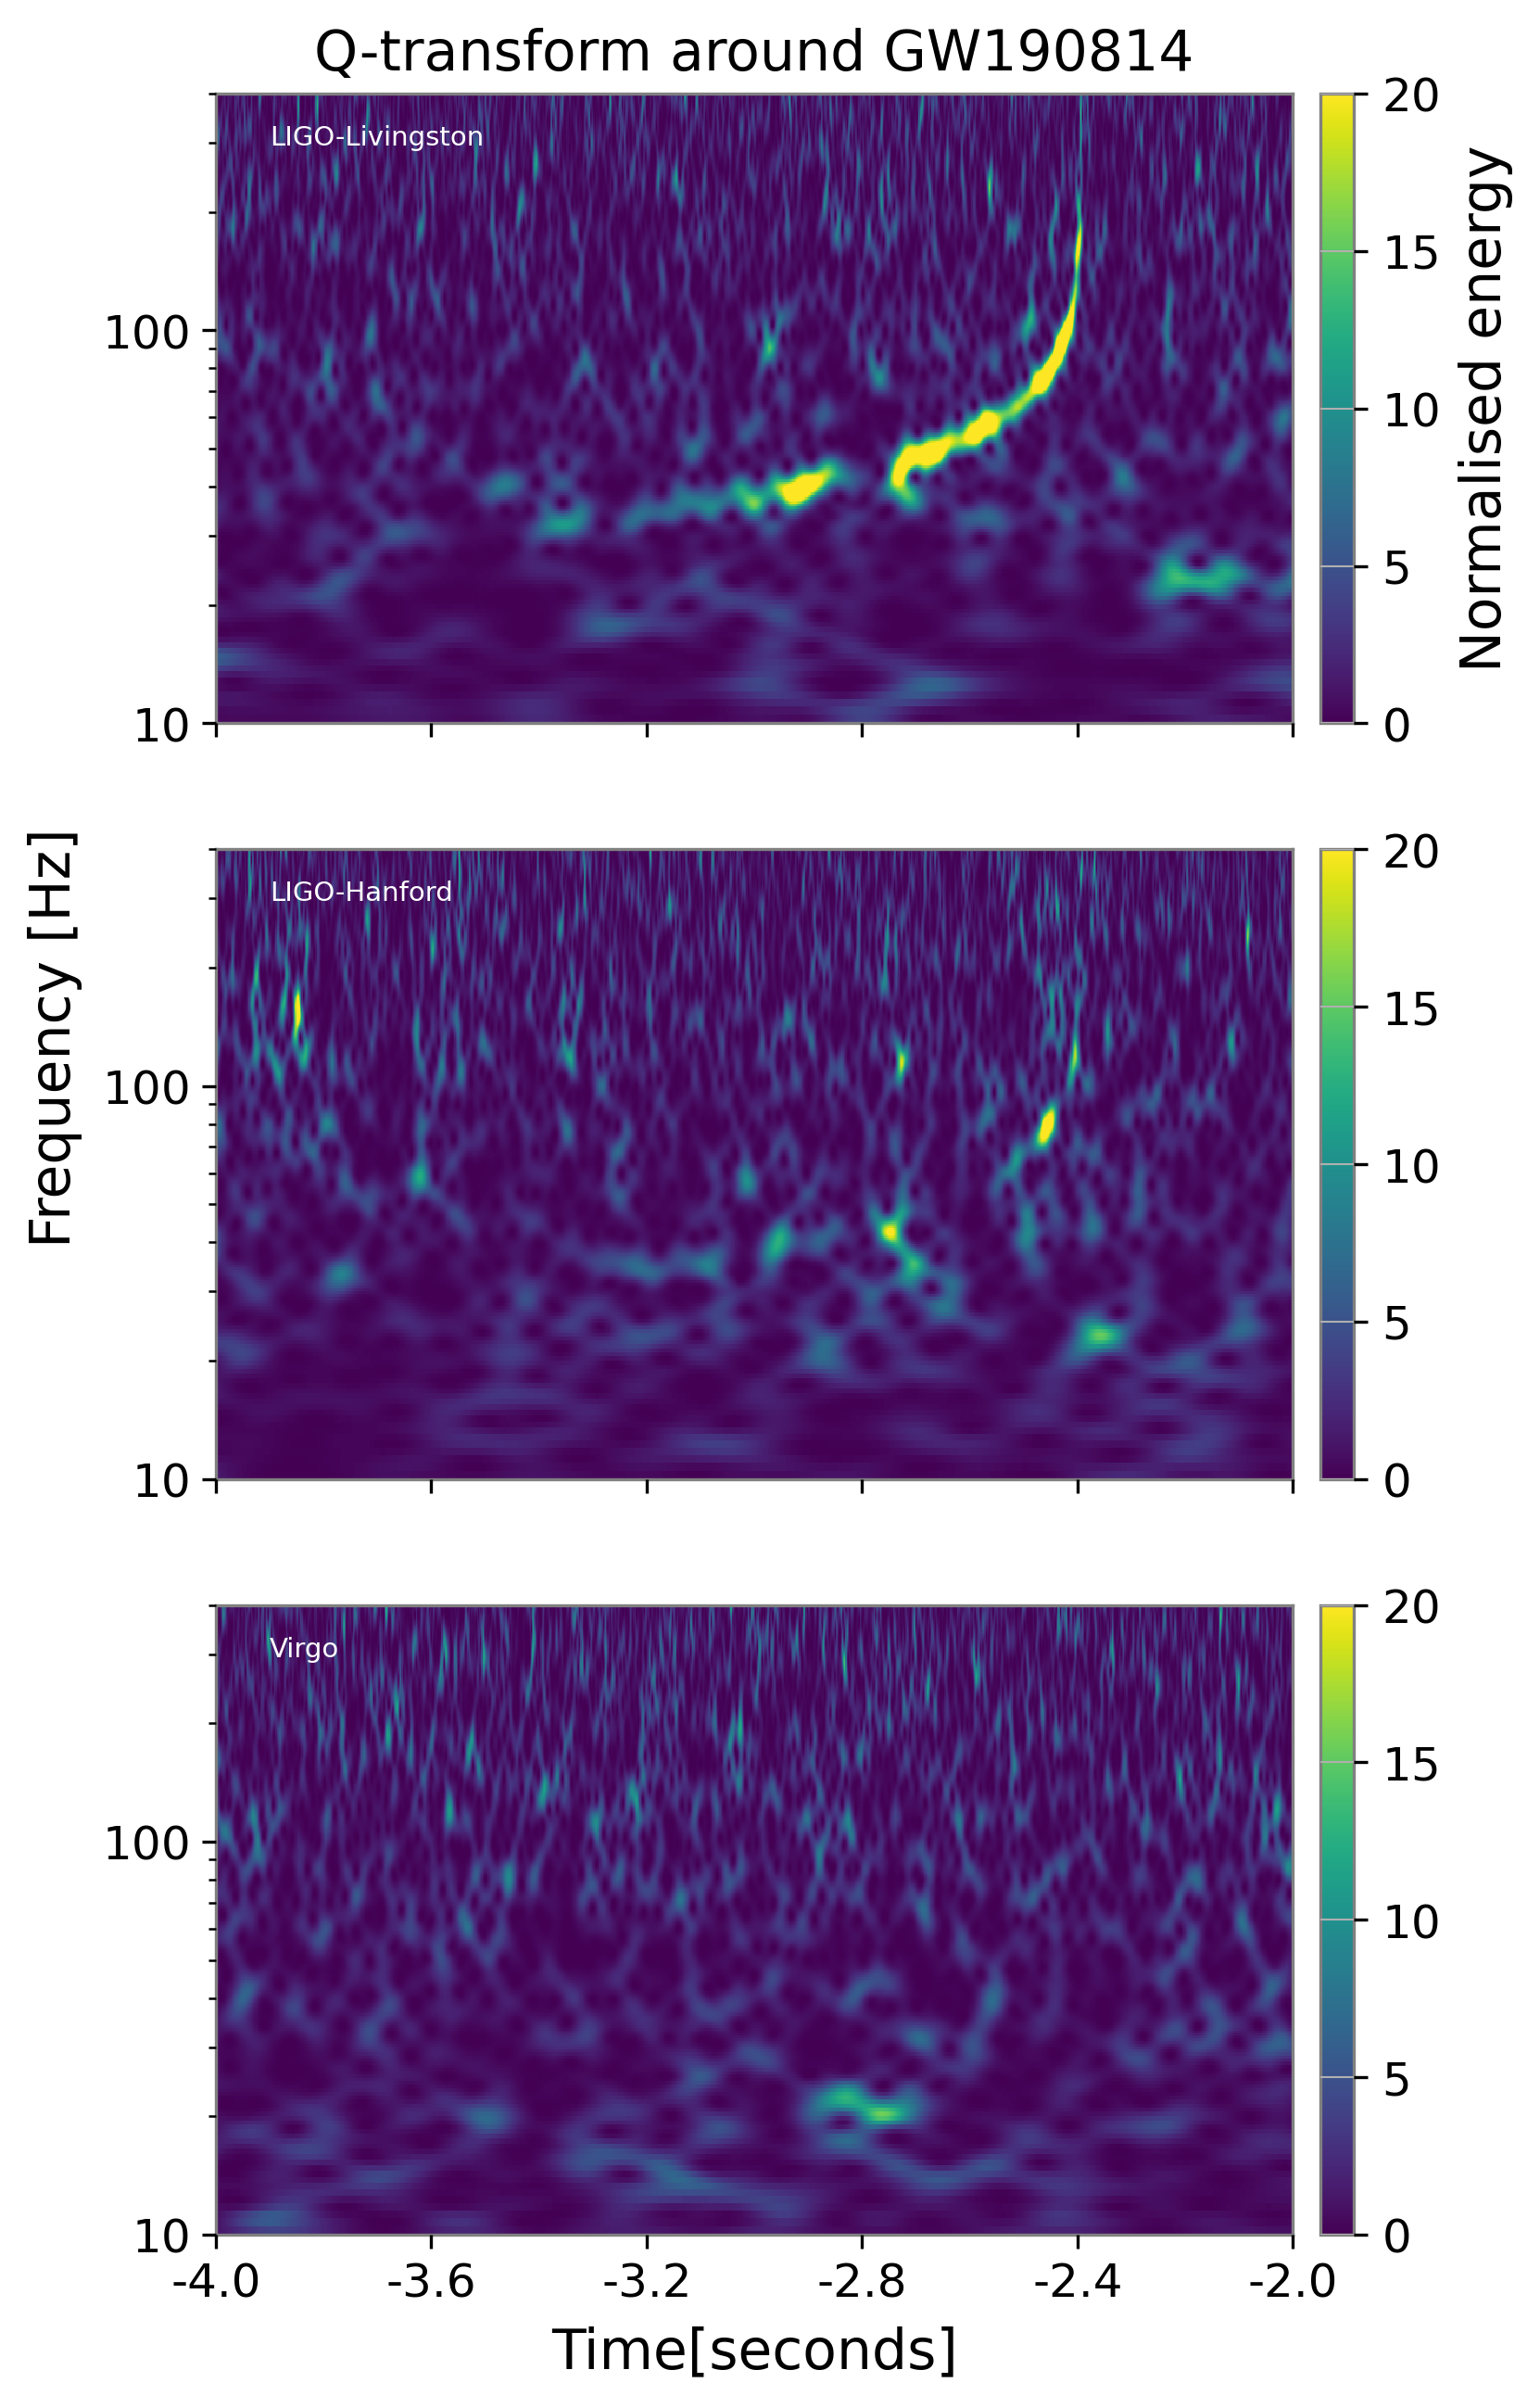 Q-transform around GW190814
LIGO-Livingston
100
10
20
15
10
5
0
Normalised energy
Frequency [Hz]
LIGO-Hanford
100
10
20
15
10
5
0
Virgo
100
10
20
15
10
5
0
-4.0 -3.6 -3.2 -2.8 -2.4 -2.0
Time[seconds]